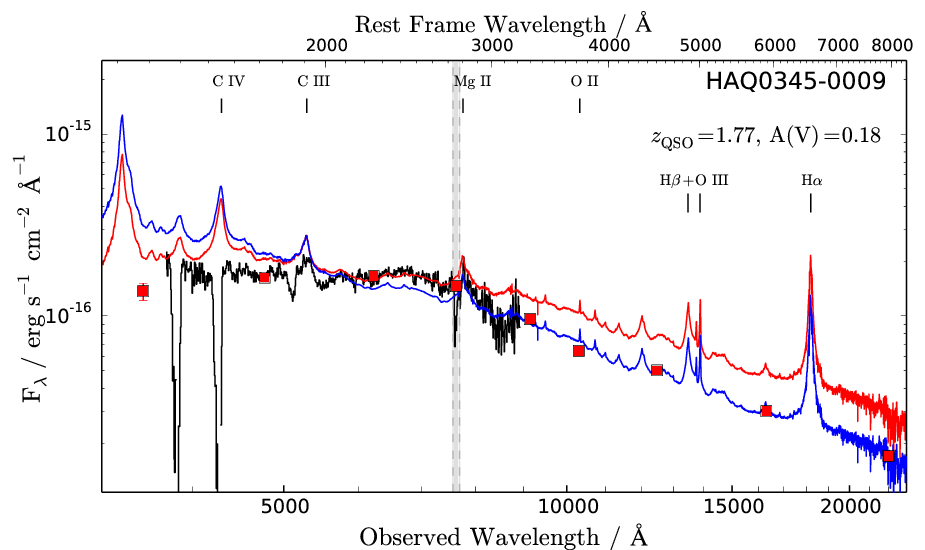 Rest Frame Wavelength / Å
2000 3000 4000 5000 6000 7000 8000
C IV C III Mg II O II HAQ0345-0009
z_QSO=1.77, A(V)=0.18
Hβ+O III Hα
10^-15
10^-16
F_λ / erg s^-1 cm^-2 Å^-1
5000 10000 15000 20000
Observed Wavelength / Å